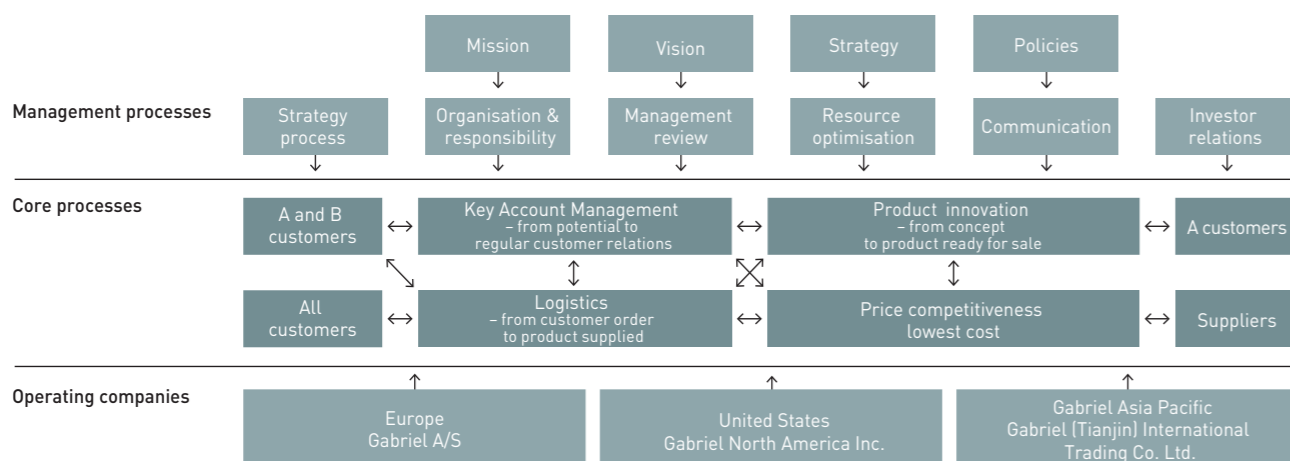 Mission
Vision
Strategy
Policies
Management processes
Strategy
process
Organisation &
responsibility
Management
review
Resource
optimisation
Communication
Investor
relations
Core processes
A and B
customers
Key Account Management
– from potential to
regular customer relations
Product innovation
– from concept
to product ready for sale
A customers
All
customers
Logistics
– from customer order
to product supplied
Price competitiveness
lowest cost
Suppliers
Operating companies
Europe
Gabriel A/S
United States
Gabriel North America Inc.
Gabriel Asia Pacific
Gabriel (Tianjin) International
Trading Co. Ltd.